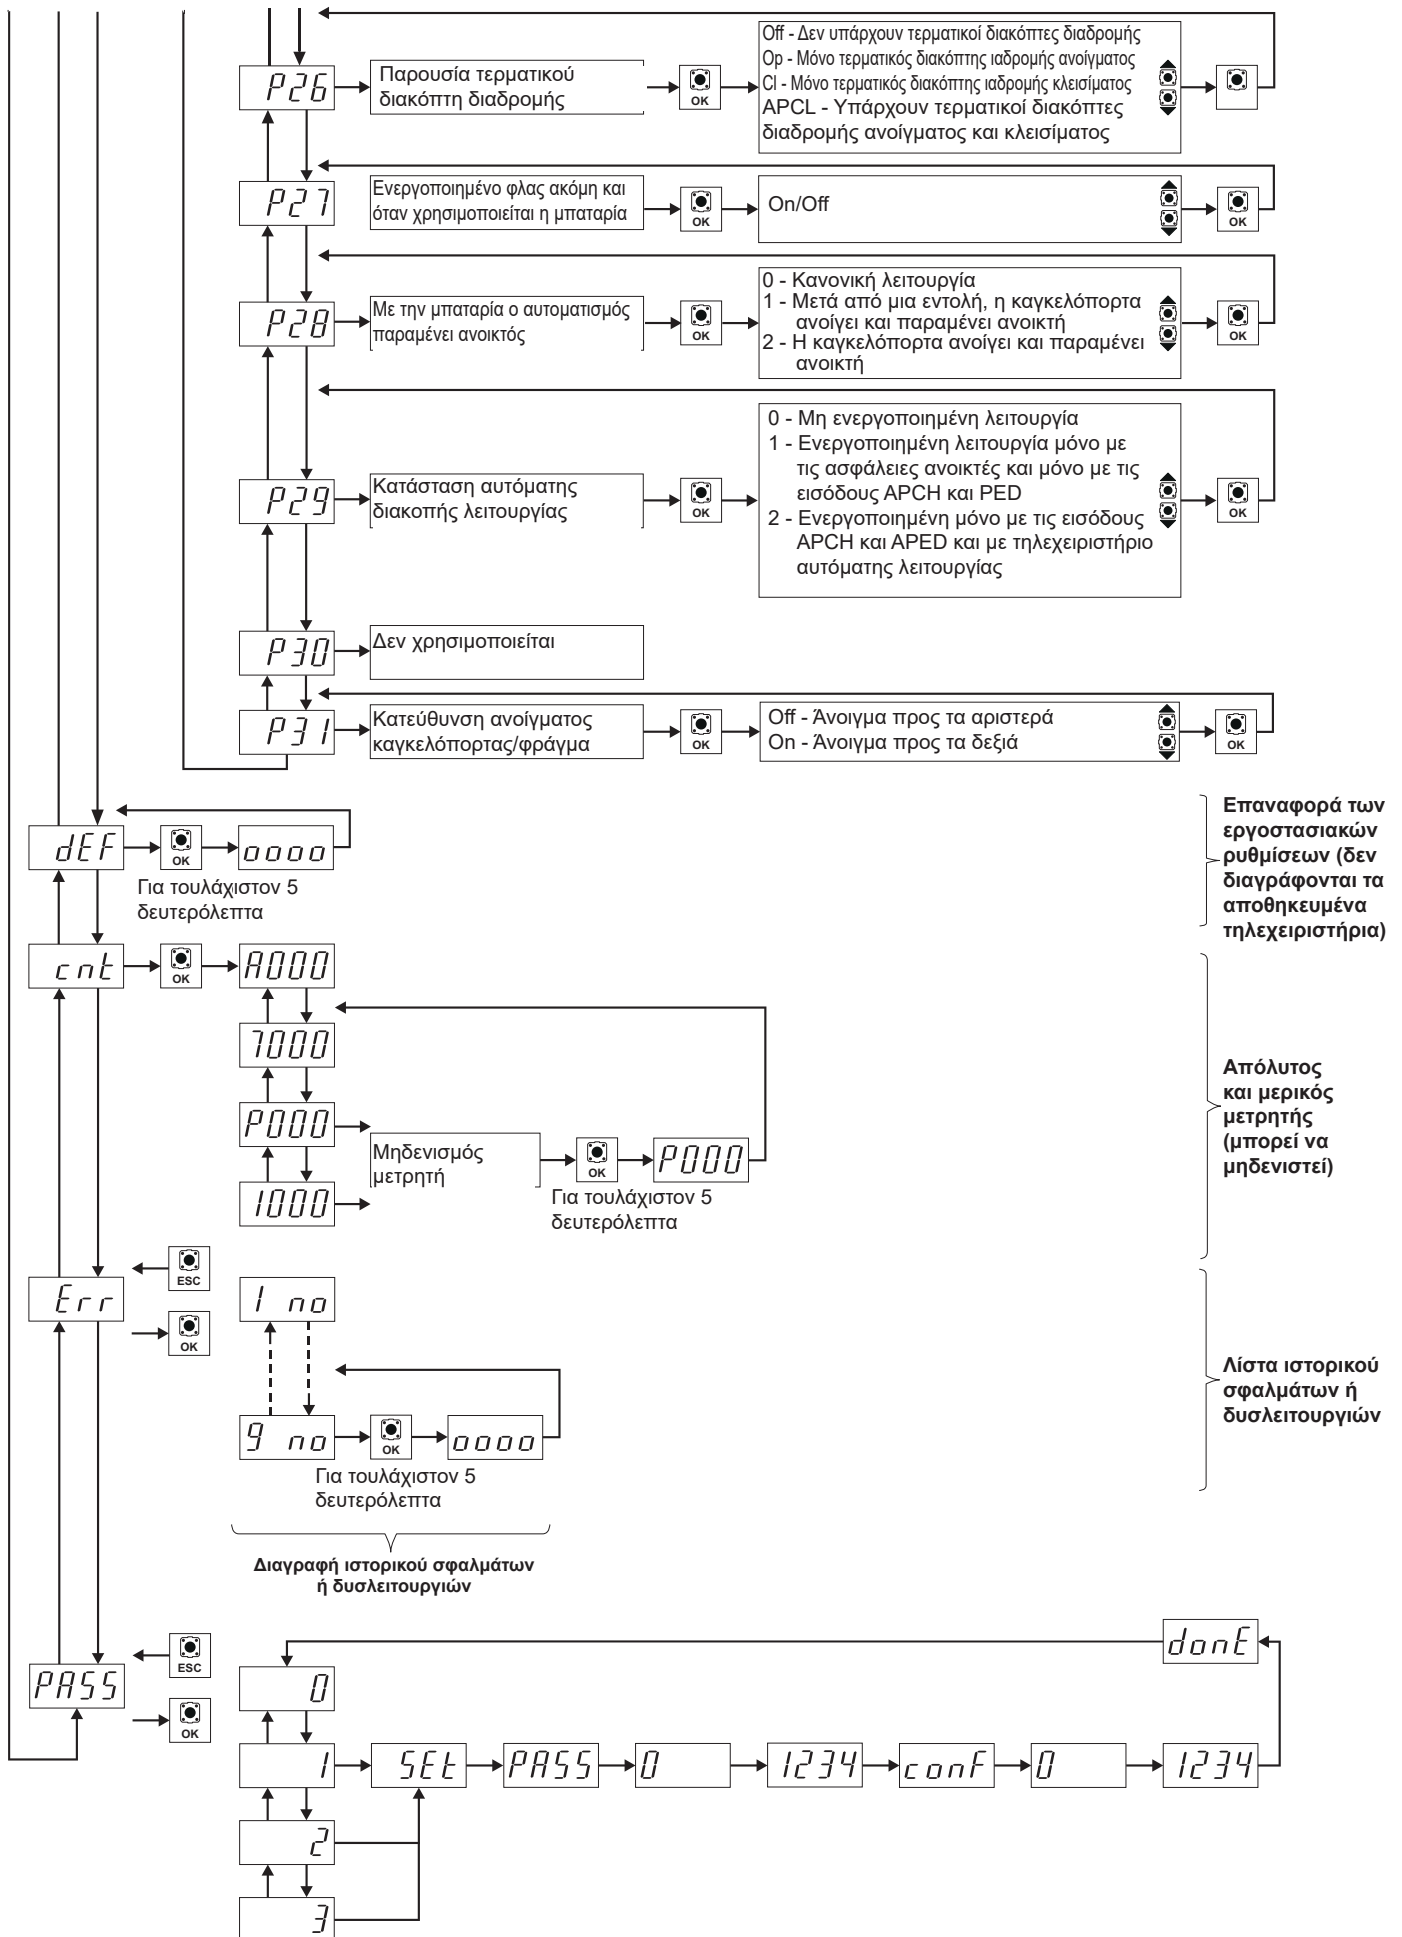 P26
Παρουσία τερματικού
διακόπτη διαδρομής
OK
Off - Δεν υπάρχουν τερματικοί διακόπτες διαδρομής
Op - Μόνο τερματικός διακόπτης ιαδρομής ανοίγματος
Cl - Μόνο τερματικός διακόπτης ιαδρομής κλεισίματος
APCL - Υπάρχουν τερματικοί διακόπτες
διαδρομής ανοίγματος και κλεισίματος
P27
Ενεργοποιημένο φλας ακόμη και
όταν χρησιμοποιείται η μπαταρία
OK
On/Off
OK
P28
Με την μπαταρία ο αυτοματισμός
παραμένει ανοικτός
OK
0 - Κανονική λειτουργία
1 - Μετά από μια εντολή, η καγκελόπορτα
ανοίγει και παραμένει ανοικτή
2 - Η καγκελόπορτα ανοίγει και παραμένει
ανοικτή
OK
P29
Κατάσταση αυτόματης
διακοπής λειτουργίας
OK
0 - Μη ενεργοποιημένη λειτουργία
1 - Ενεργοποιημένη λειτουργία μόνο με
τις ασφάλειες ανοικτές και μόνο με τις
εισόδους APCH και PED
2 - Ενεργοποιημένη μόνο με τις εισόδους
APCH και APED και με τηλεχειριστήριο
αυτόματης λειτουργίας
OK
P30
Δεν χρησιμοποιείται
P31
Κατεύθυνση ανοίγματος
καγκελόπορτας/φράγμα
OK
Off - Άνοιγμα προς τα αριστερά
On - Άνοιγμα προς τα δεξιά
OK
dEF
OK
oooo
Για τουλάχιστον 5
δευτερόλεπτα
Επαναφορά των
εργοστασιακών
ρυθμίσεων (δεν
διαγράφονται τα
αποθηκευμένα
τηλεχειριστήρια)
cnt
OK
A000
7000
P000
1000
Μηδενισμός
μετρητή
OK
P000
Για τουλάχιστον 5
δευτερόλεπτα
Απόλυτος
και μερικός
μετρητής
(μπορεί να
μηδενιστεί)
Err
ESC
OK
1 no
9 no
OK
oooo
Για τουλάχιστον 5
δευτερόλεπτα
Λίστα ιστορικού
σφαλμάτων ή
δυσλειτουργιών
Διαγραφή ιστορικού σφαλμάτων
ή δυσλειτουργιών
PASS
ESC
OK
donE
0
1
SEt
PASS
0
1234
conF
0
1234
2
3